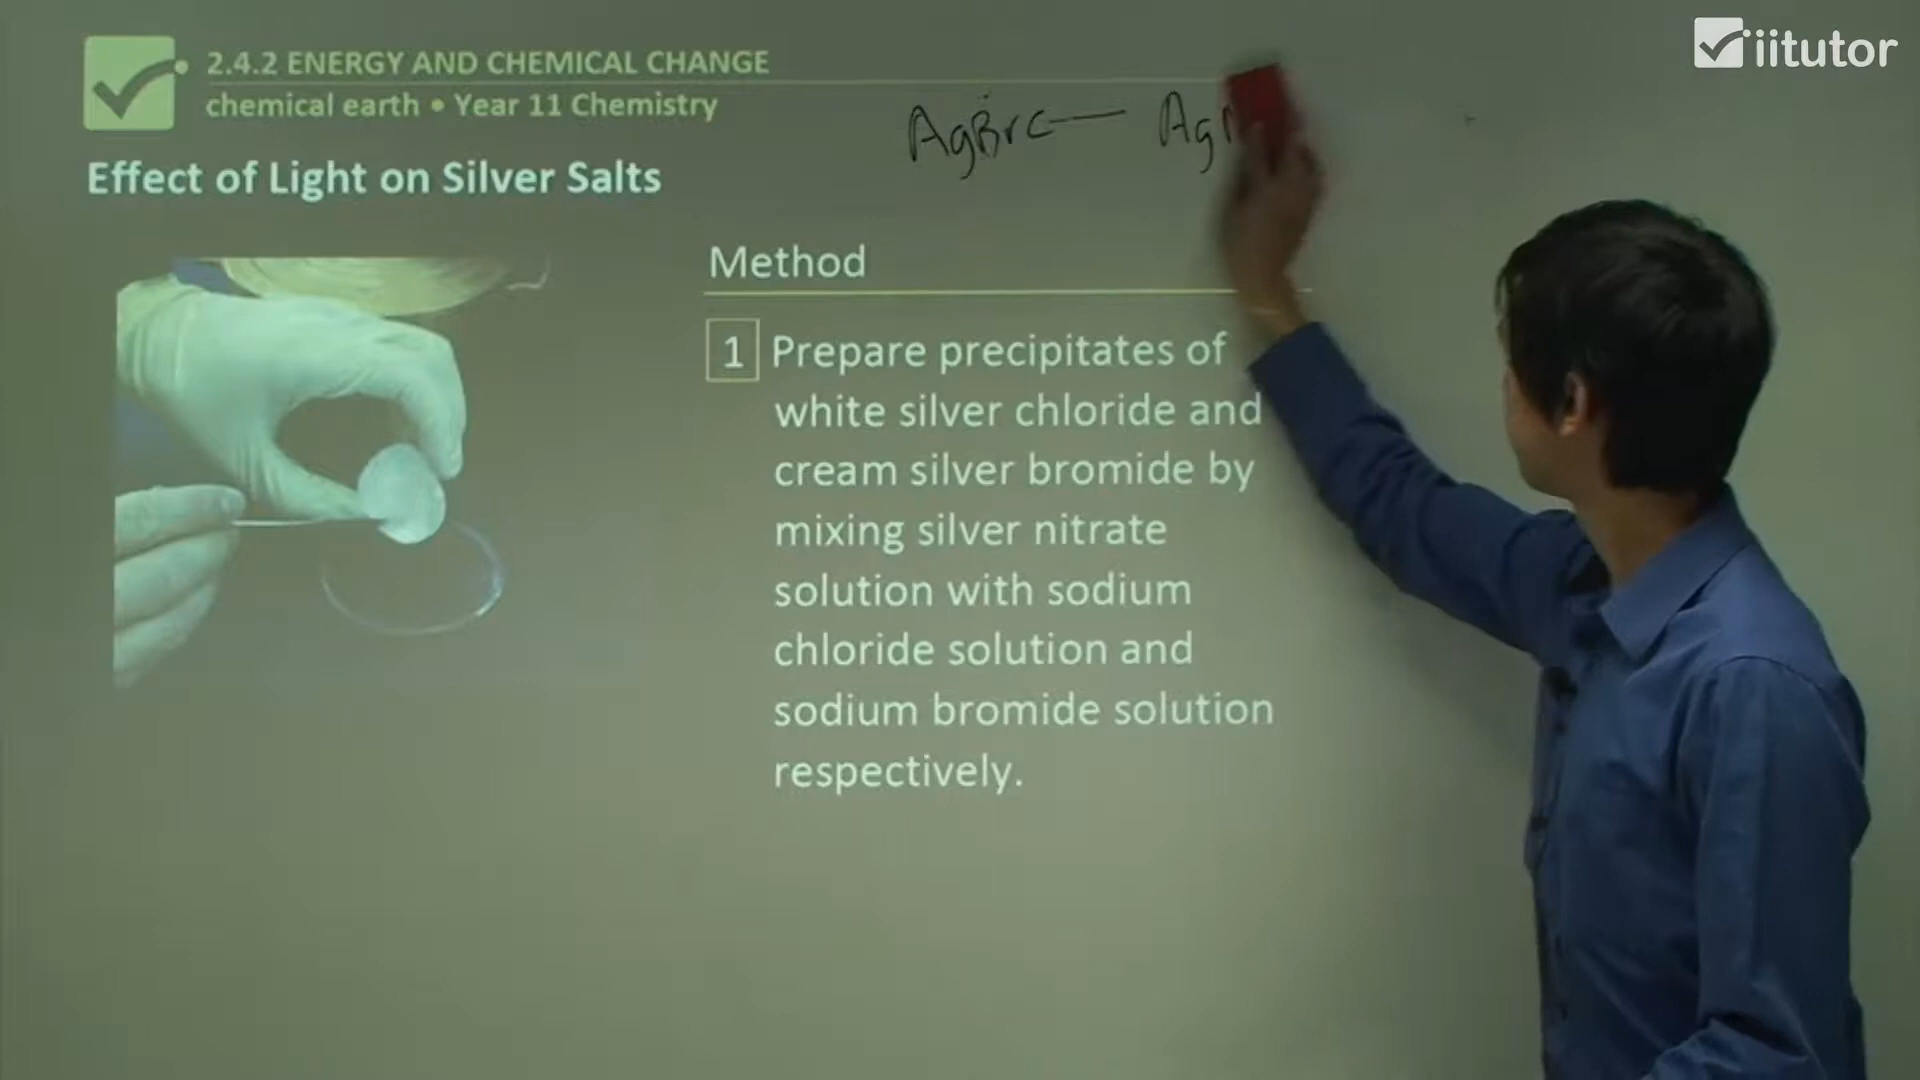 2.4.2 ENERGY AND CHEMICAL CHANGE
chemical earth • Year 11 Chemistry
iitutor
AgBr
Effect of Light on Silver Salts
Method
1 Prepare precipitates of
white silver chloride and
cream silver bromide by
mixing silver nitrate
solution with sodium
chloride solution and
sodium bromide solution
respectively.